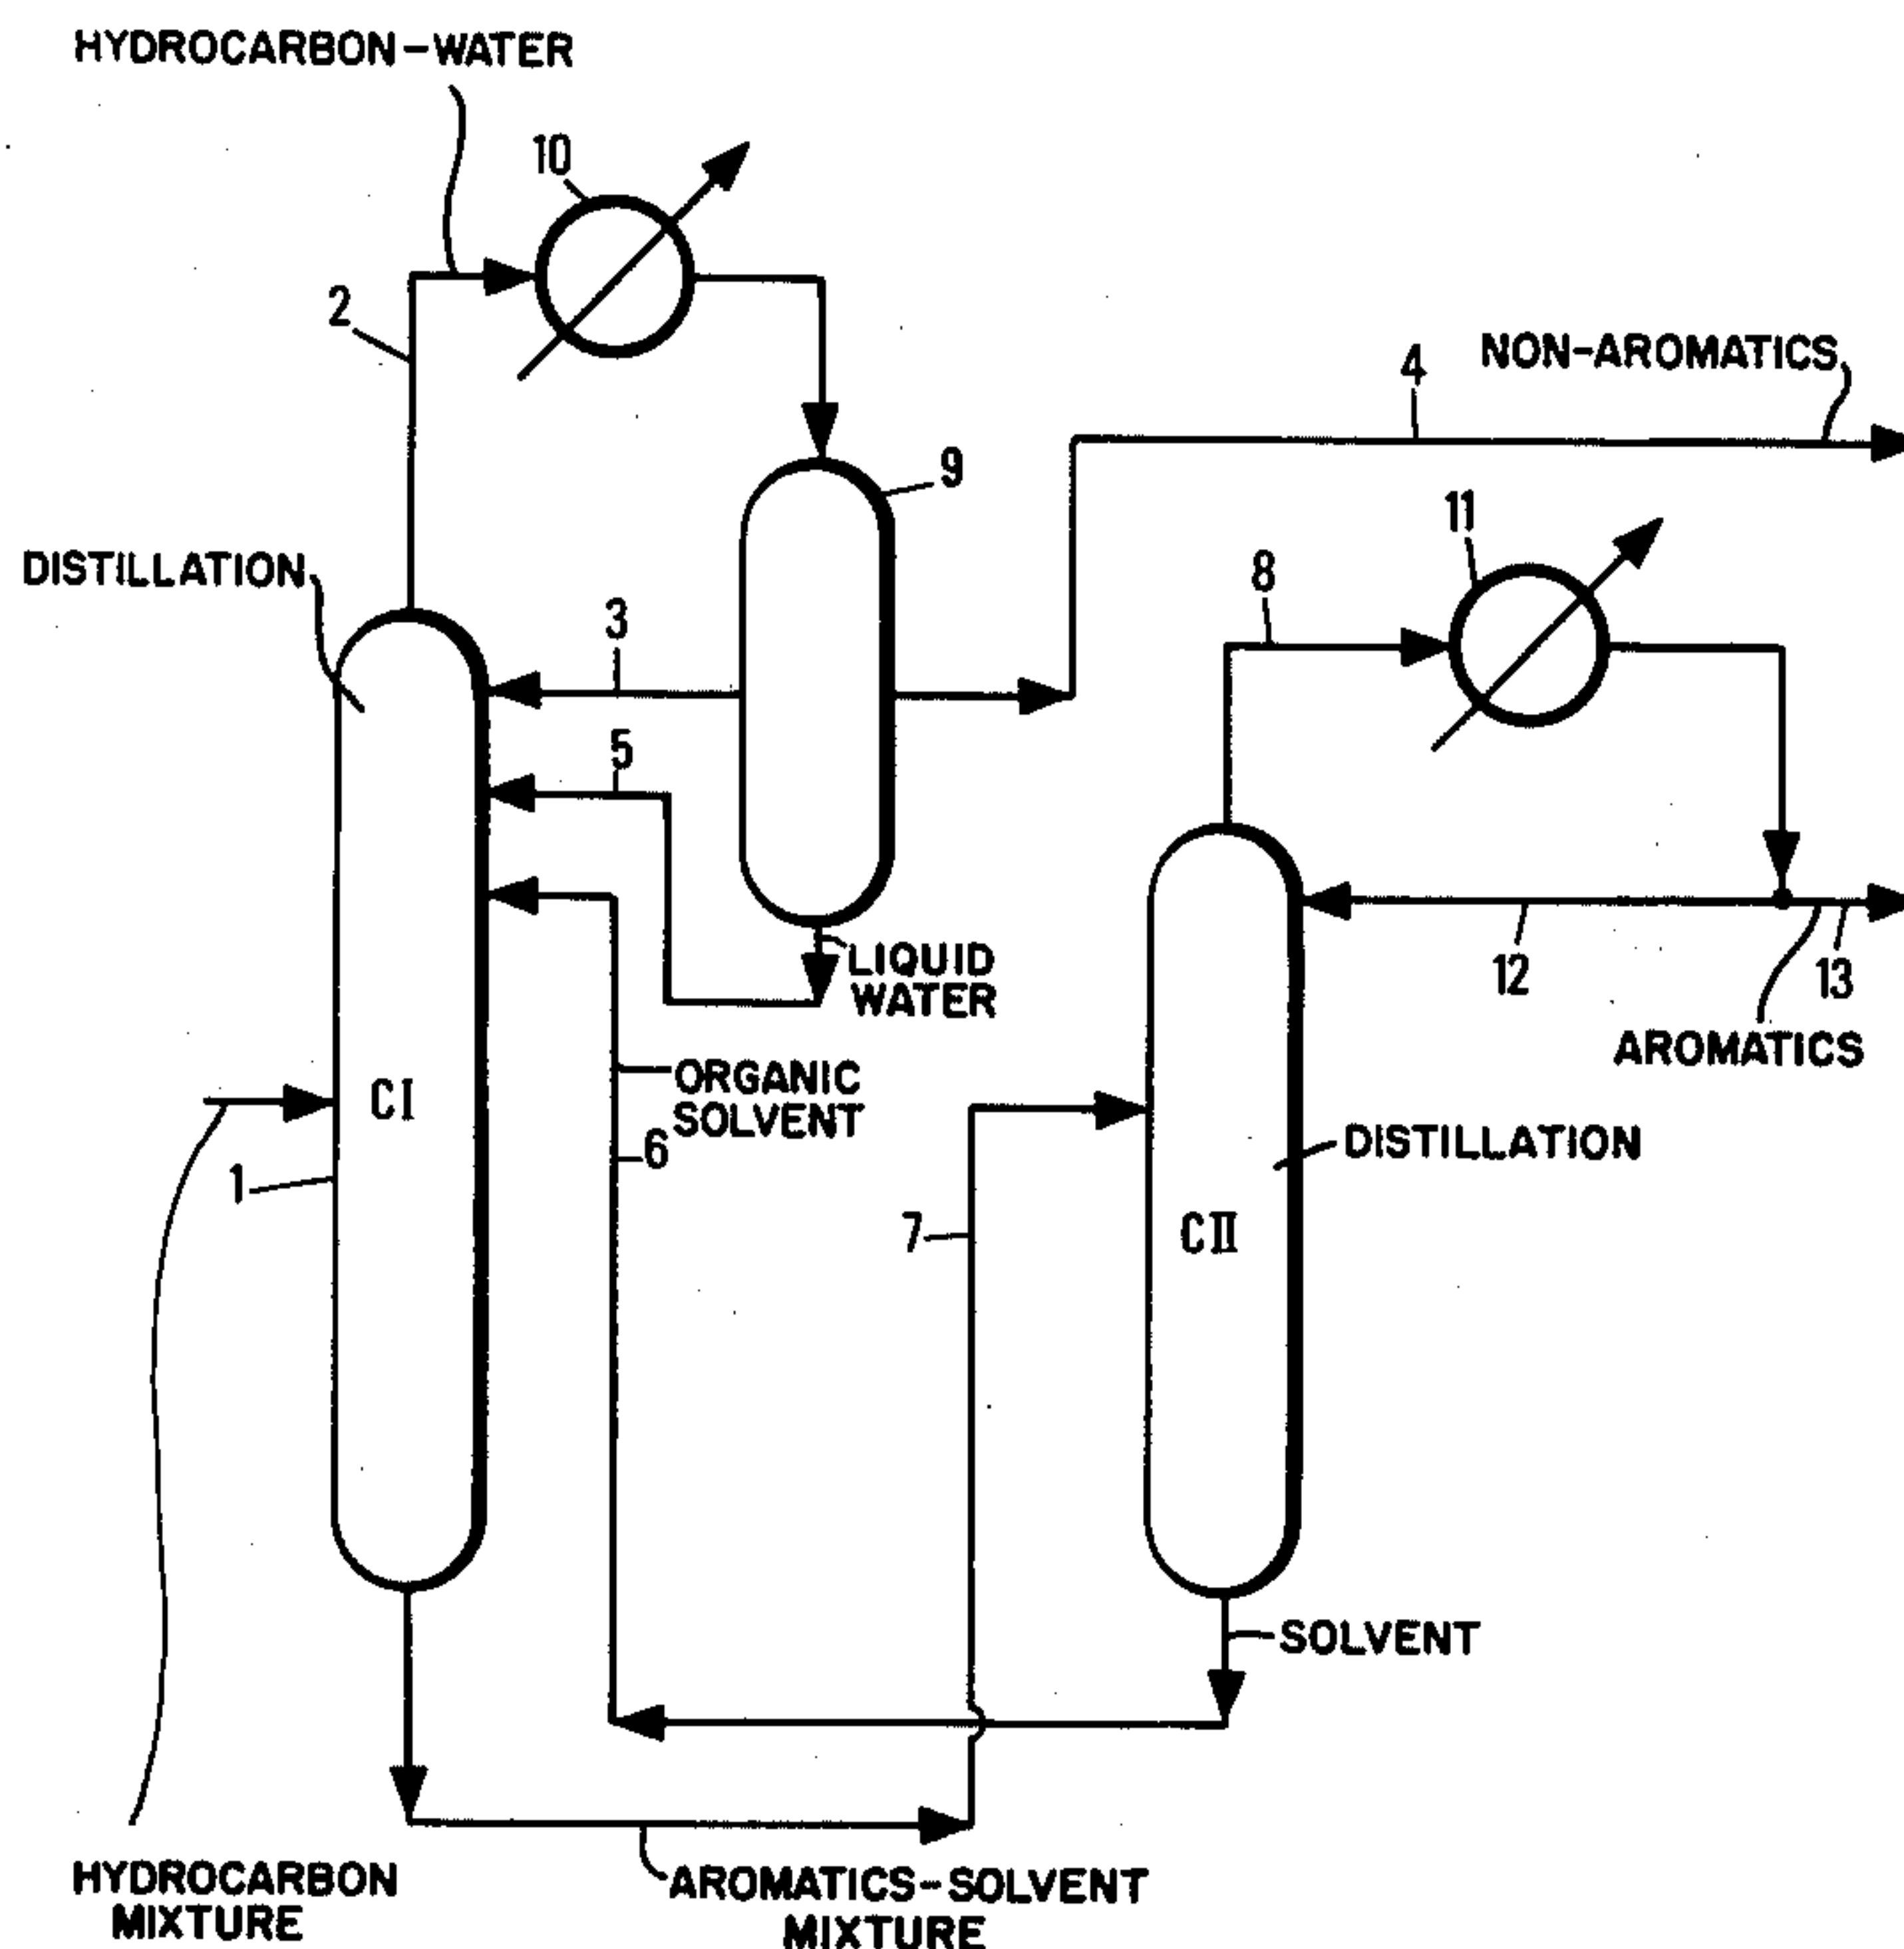 HYDROCARBON-WATER
10
2
4
NON-AROMATICS
9
11
DISTILLATION
8
3
5
LIQUID
WATER
12
13
AROMATICS
CI
ORGANIC
SOLVENT
6
1
DISTILLATION
7
CII
SOLVENT
HYDROCARBON
MIXTURE
AROMATICS-SOLVENT
MIXTURE